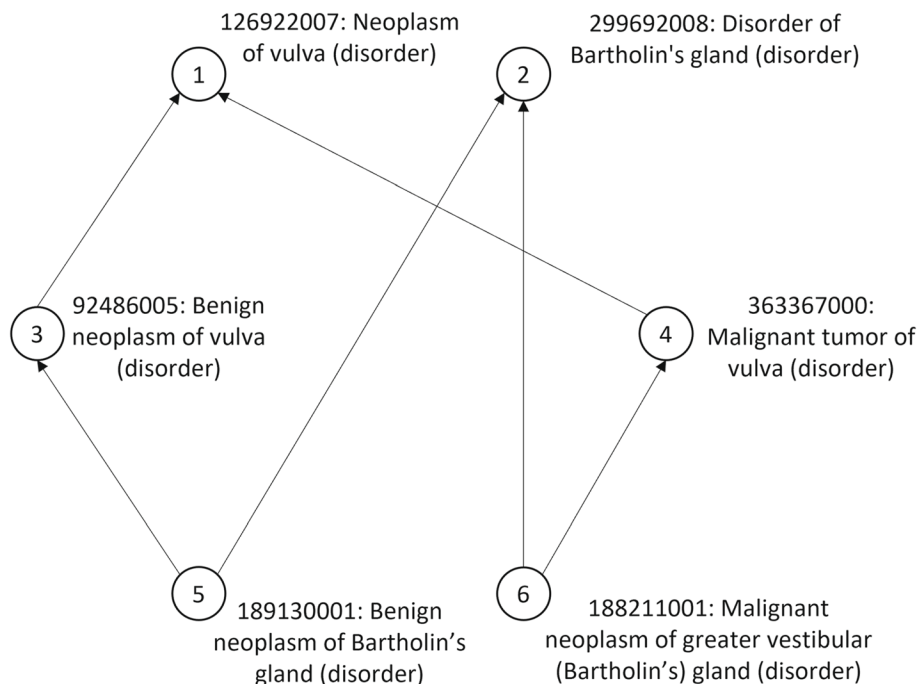 126922007: Neoplasm
of vulva (disorder)
1
299692008: Disorder of
Bartholin's gland (disorder)
2
92486005: Benign
neoplasm of vulva
(disorder)
3
363367000:
Malignant tumor of
vulva (disorder)
4
5
189130001: Benign
neoplasm of Bartholin’s
gland (disorder)
6
188211001: Malignant
neoplasm of greater vestibular
(Bartholin’s) gland (disorder)